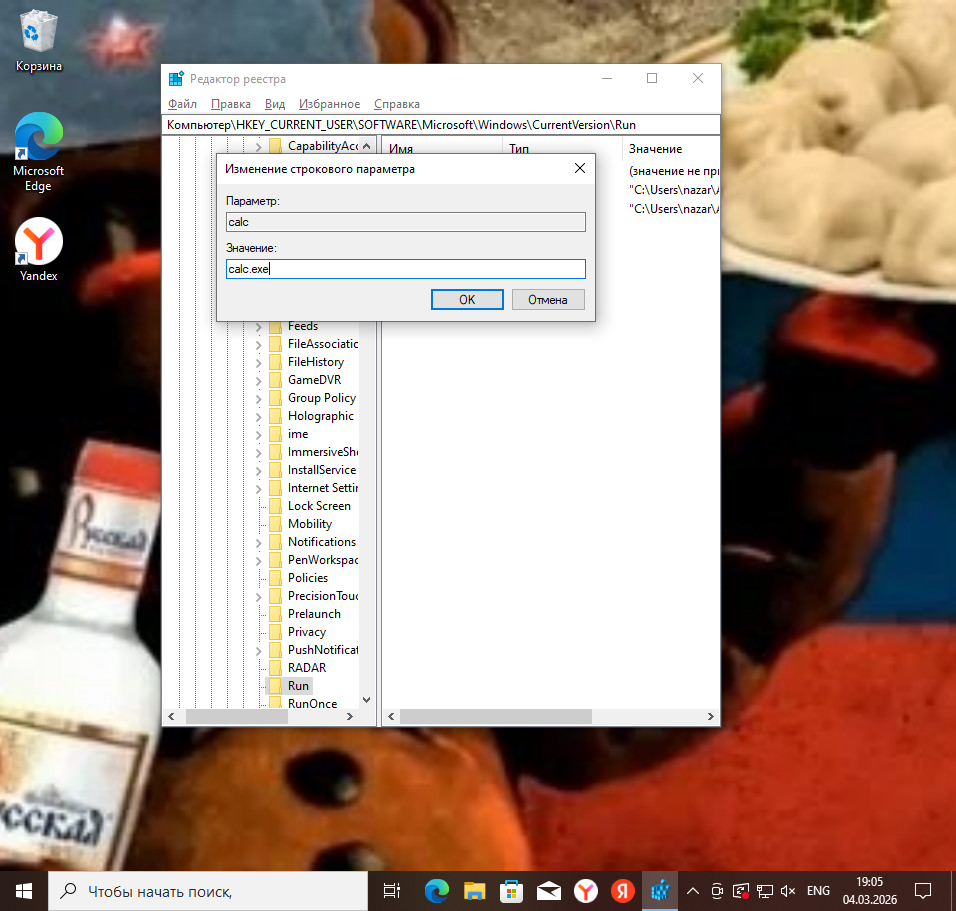 Корзина
Microsoft
Edge
Yandex
Редактор реестра
Файл Правка Вид Избранное Справка
Компьютер\HKEY_CURRENT_USER\SOFTWARE\Microsoft\Windows\CurrentVersion\Run
CapabilityAcc
Имя Тип Значение
(значение не при
"C:\Users\nazar\A
"C:\Users\nazar\A
Изменение строкового параметра
Параметр:
calc
Значение:
calc.exe
OK Отмена
Feeds
FileAssociatic
FileHistory
GameDVR
Group Policy
Holographic
ime
ImmersiveShe
InstallService
Internet Settin
Lock Screen
Mobility
Notifications
PenWorkspac
Policies
PrecisionTouc
Prelaunch
Privacy
PushNotificat
RADAR
Run
RunOnce
Русская
сская
Чтобы начать поиск,
Я
ENG
19:05
04.03.2026